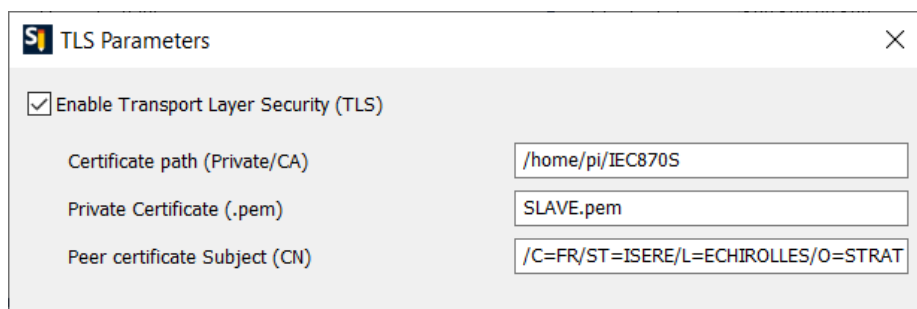 TLS Parameters
Enable Transport Layer Security (TLS)
Certificate path (Private/CA) /home/pi/IEC870S
Private Certificate (.pem) SLAVE.pem
Peer certificate Subject (CN) /C=FR/ST=ISERE/L=ECHIROLLES/O=STRAT